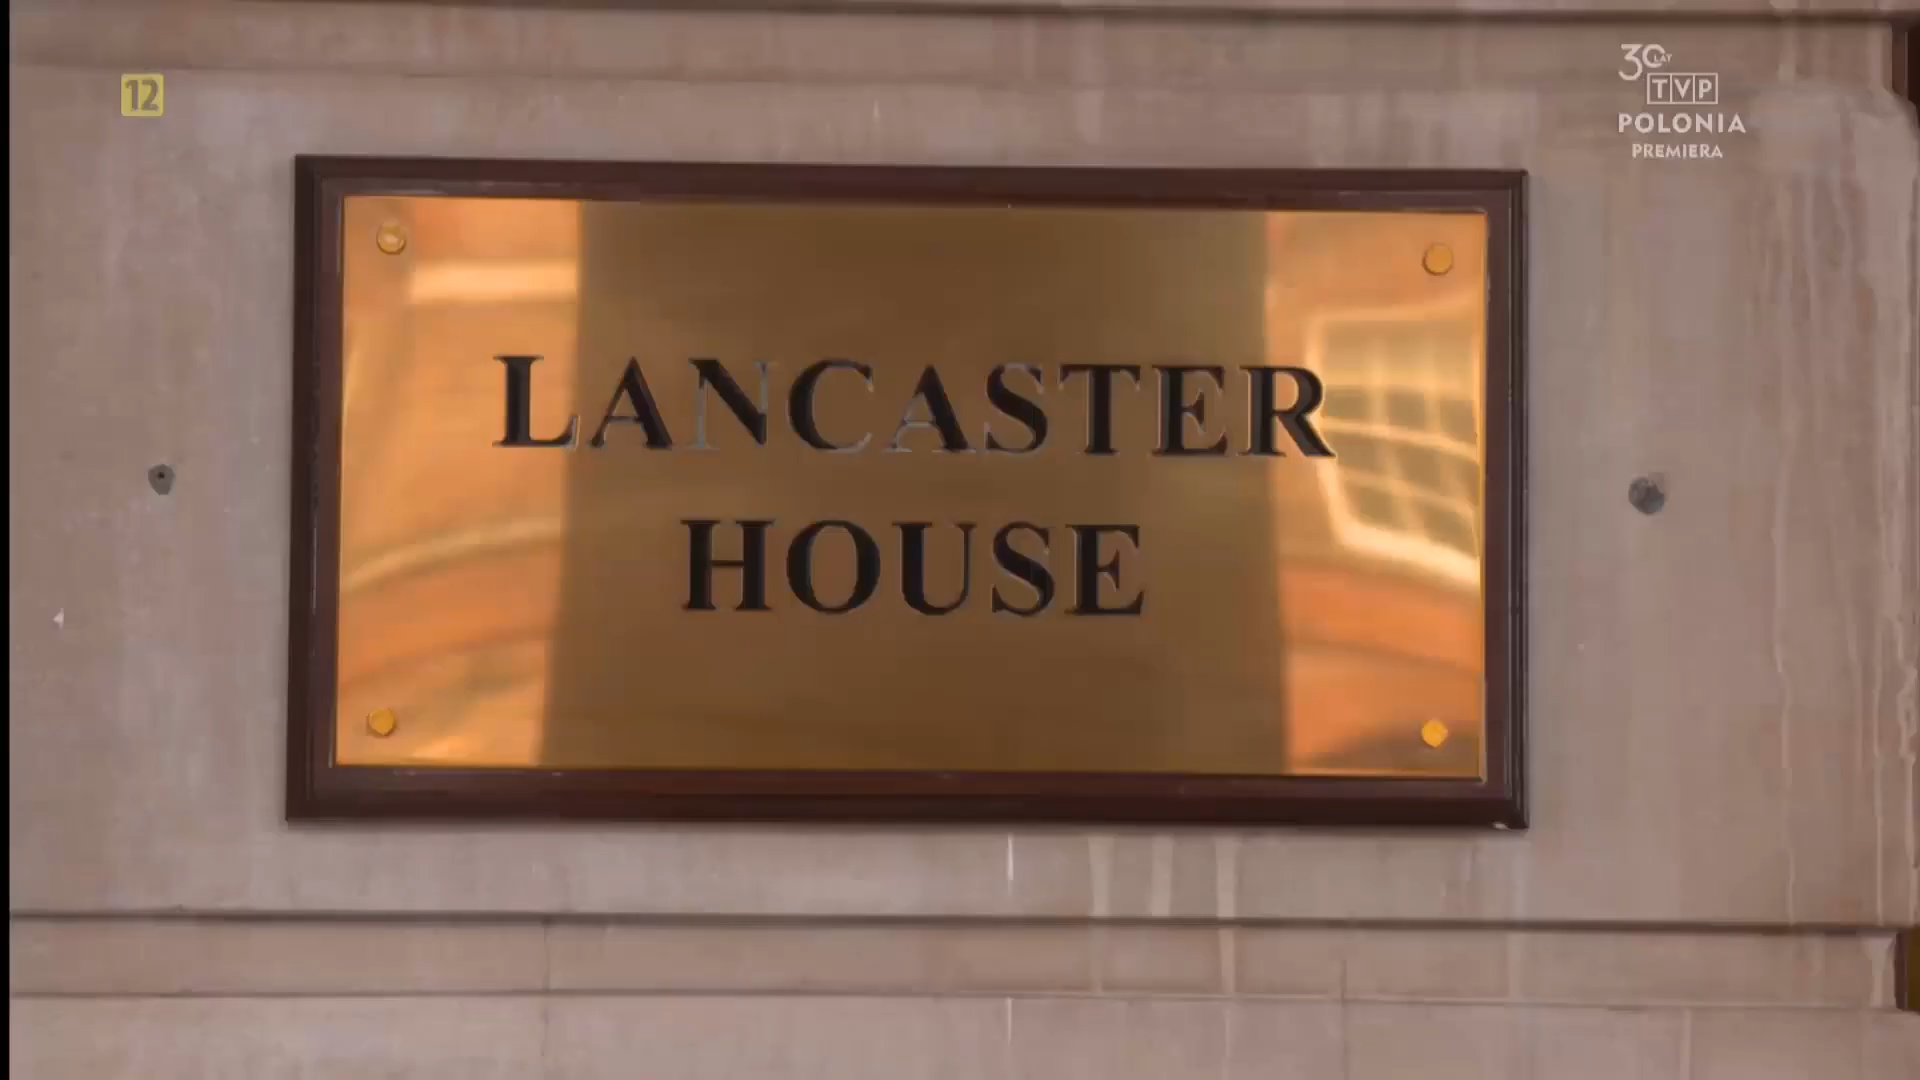 12
30 LAT
TVP
POLONIA
PREMIERA
LANCASTER
HOUSE